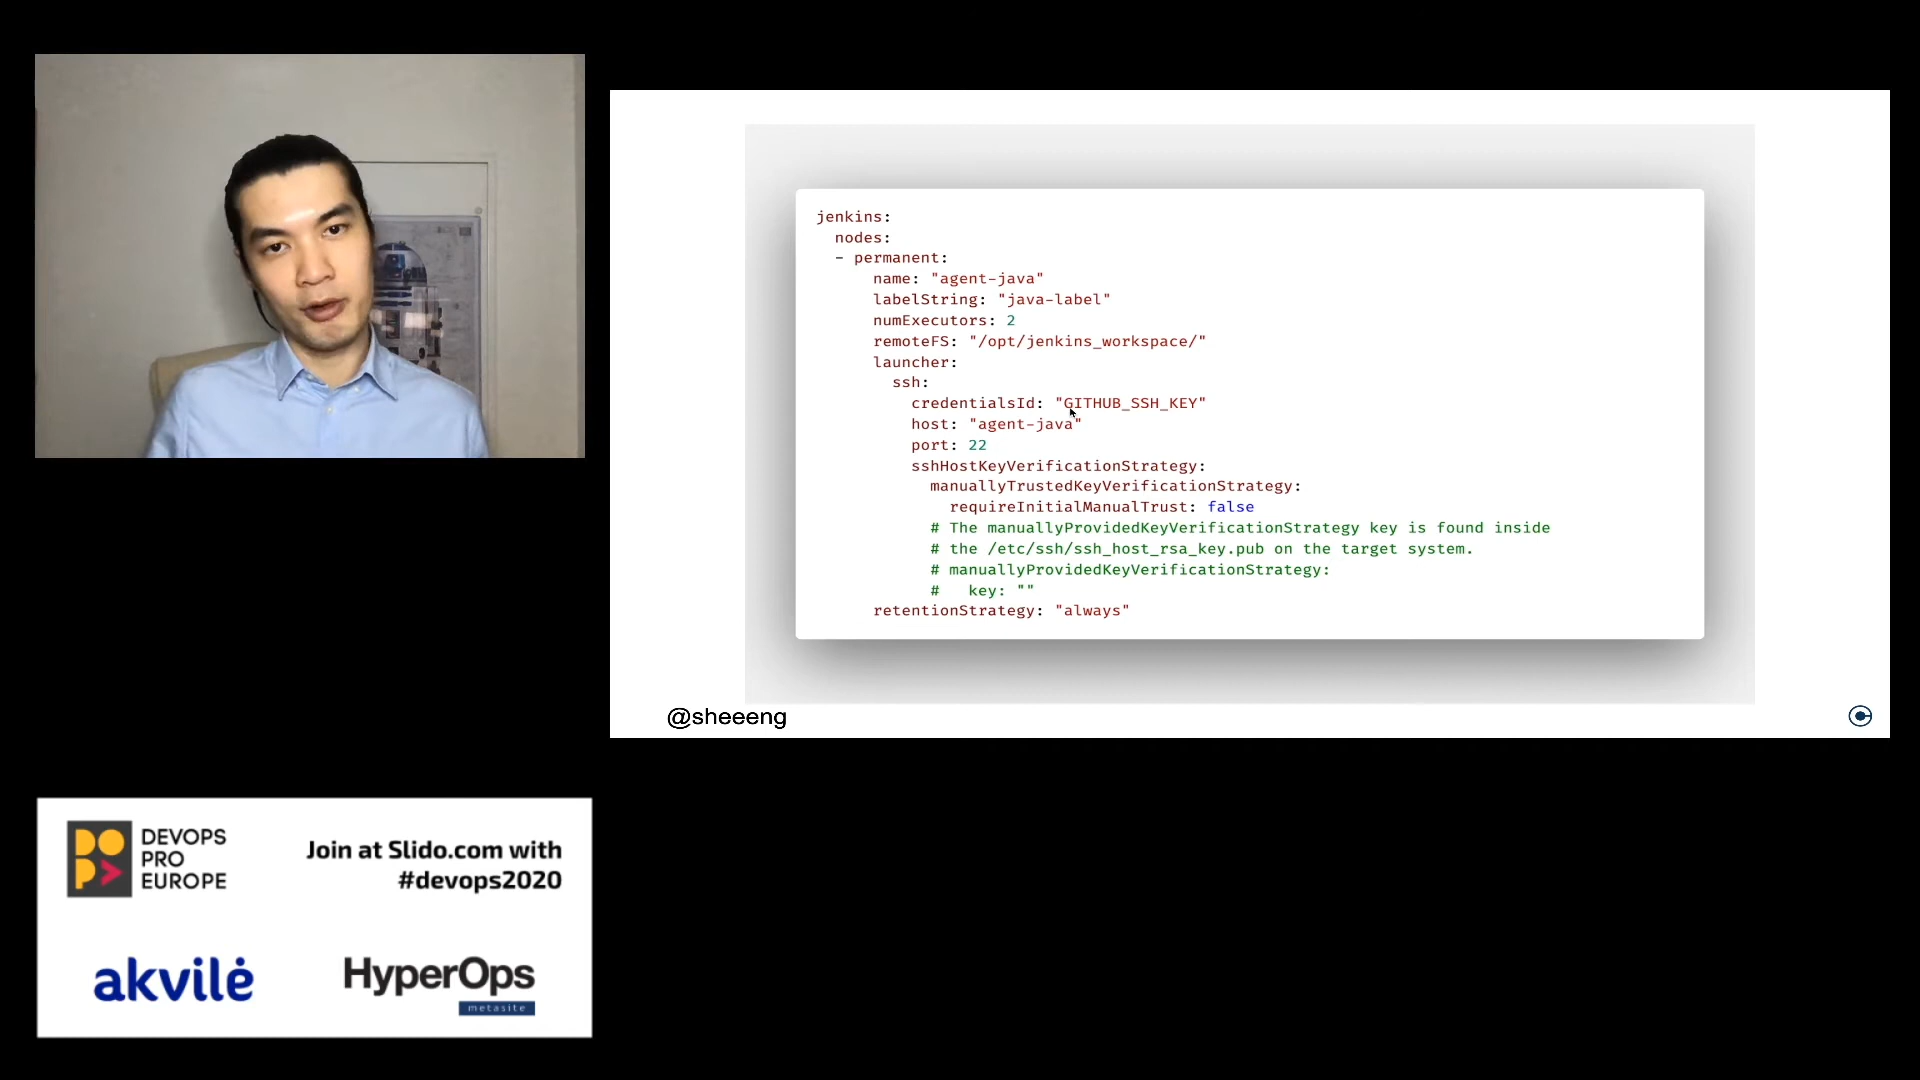 jenkins:
  nodes:
  - permanent:
      name: "agent-java"
      labelString: "java-label"
      numExecutors: 2
      remoteFS: "/opt/jenkins_workspace/"
      launcher:
        ssh:
          credentialsId: "GITHUB_SSH_KEY"
          host: "agent-java"
          port: 22
          sshHostKeyVerificationStrategy:
            manuallyTrustedKeyVerificationStrategy:
              requireInitialManualTrust: false
            # The manuallyProvidedKeyVerificationStrategy key is found inside
            # the /etc/ssh/ssh_host_rsa_key.pub on the target system.
            # manuallyProvidedKeyVerificationStrategy:
            #   key: ""
      retentionStrategy: "always"
@sheeeng
DEVOPS
PRO
EUROPE
Join at Slido.com with
#devops2020
akvilė
HyperOps
metasite